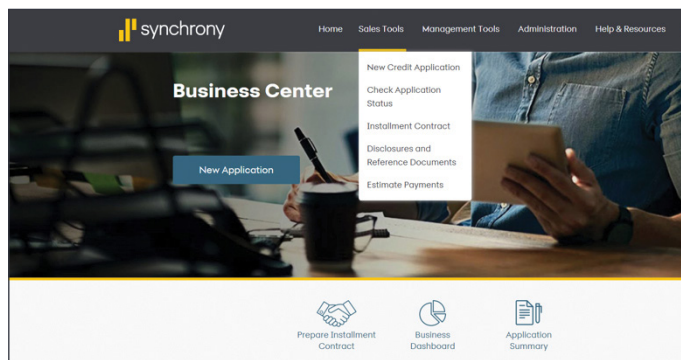 synchrony
Home Sales Tools Management Tools Administration Help & Resources
New Credit Application
Check Application
Status
Installment Contract
Disclosures and
Reference Documents
Estimate Payments
Business Center
New Application
Prepare Installment
Contract
Business
Dashboard
Application
Summary